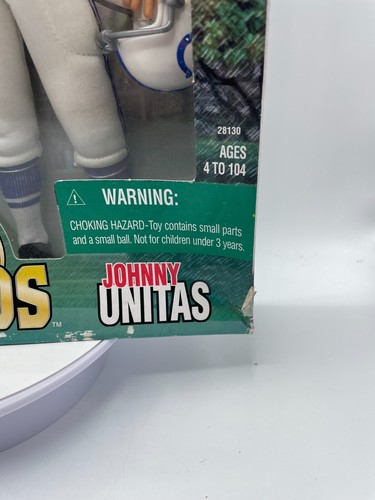 28130
AGES
4 TO 104
WARNING:
CHOKING HAZARD-Toy contains small parts
and a small ball. Not for children under 3 years.
OS TM
JOHNNY
UNITAS